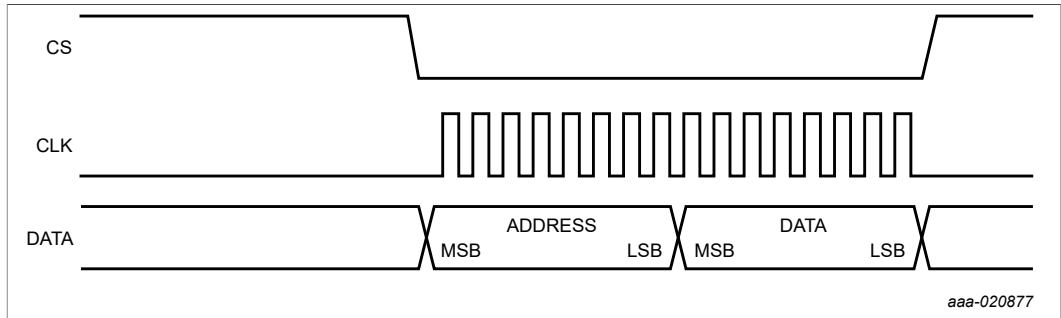 CS
CLK
DATA
ADDRESS DATA
MSB LSB MSB LSB
aaa-020877